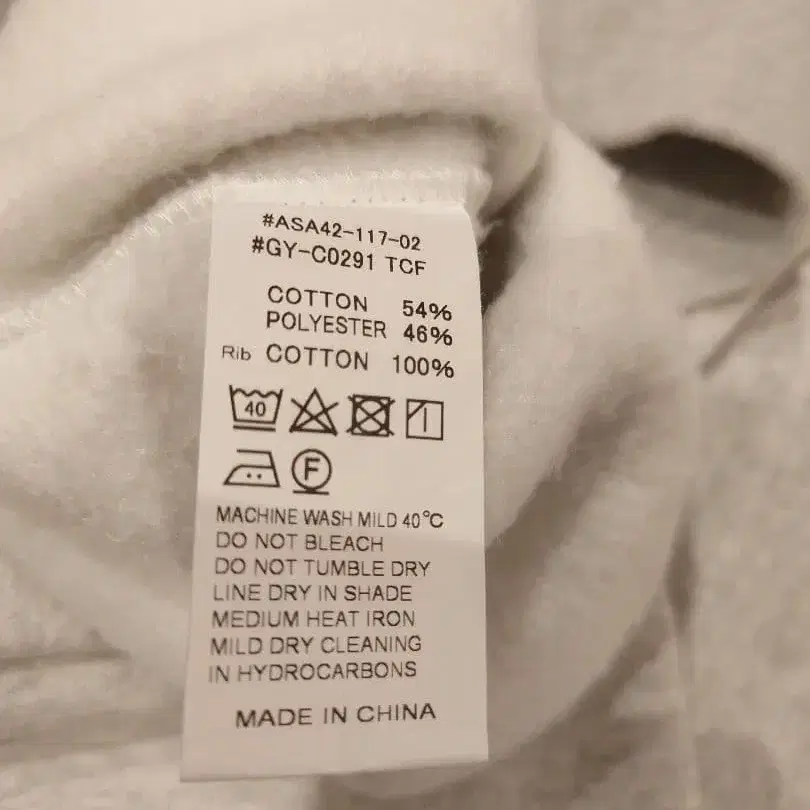 #ASA42-117-02
#GY-C0291 TCF
COTTON 54%
POLYESTER 46%
Rib COTTON 100%
40
F
MACHINE WASH MILD 40°C
DO NOT BLEACH
DO NOT TUMBLE DRY
LINE DRY IN SHADE
MEDIUM HEAT IRON
MILD DRY CLEANING
IN HYDROCARBONS
MADE IN CHINA